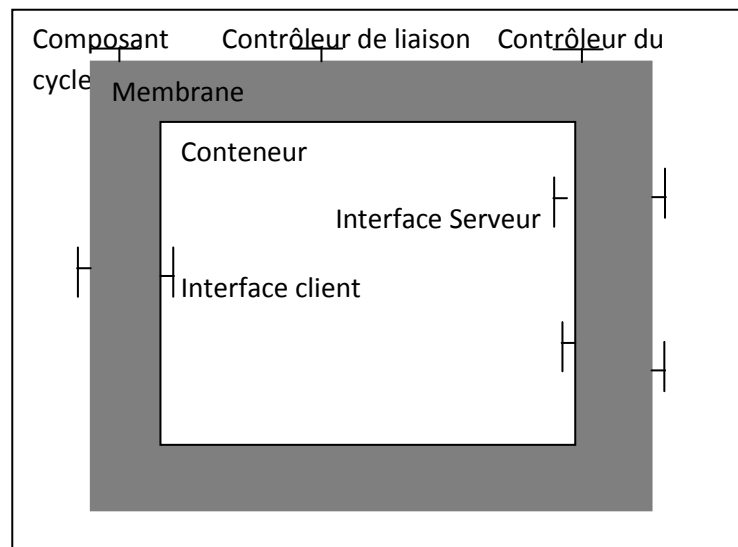 Composant Contrôleur de liaison Contrôleur du
cycle
Membrane
Conteneur
Interface Serveur
Interface client